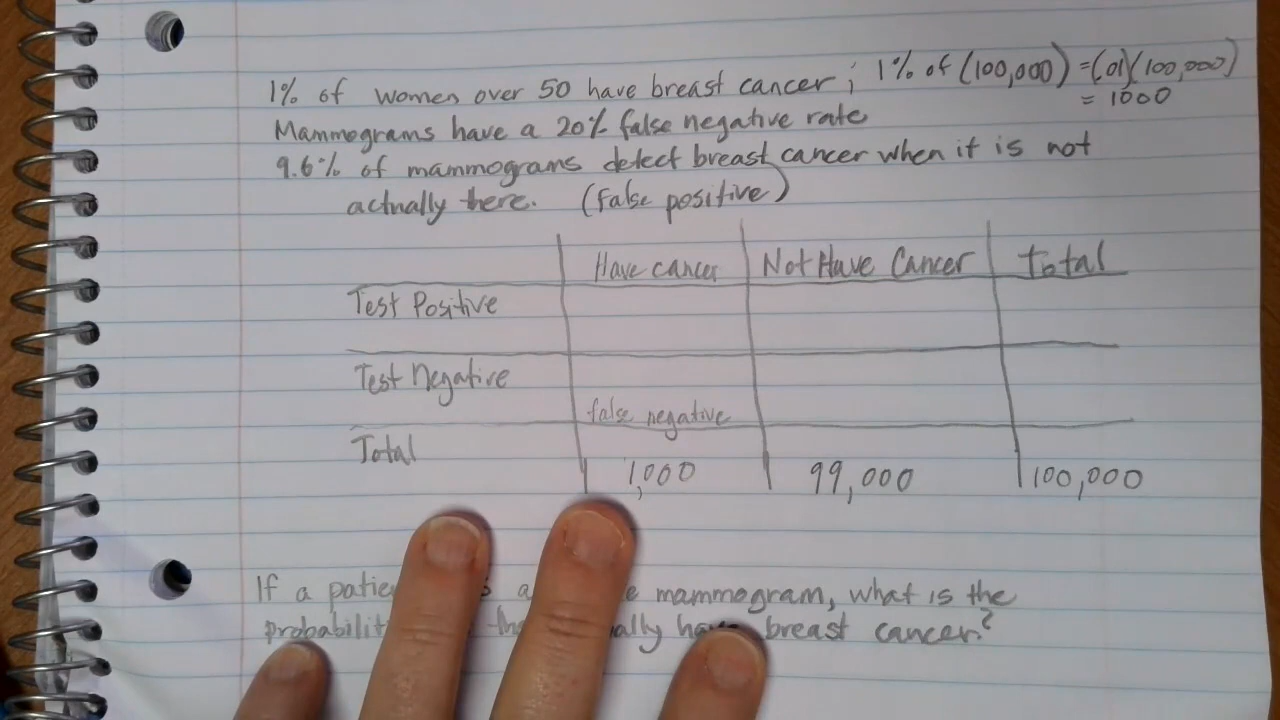 1% of women over 50 have breast cancer; 1% of (100,000) = (.01)(100,000)
= 1000
Mammograms have a 20% false negative rate
9.6% of mammograms detect breast cancer when it is not
actually there. (false positive)
Have cancer Not Have Cancer Total
Test Positive
Test Negative
false negative
Total
1,000 99,000 100,000
If a mammogram, what is the
breast cancer?